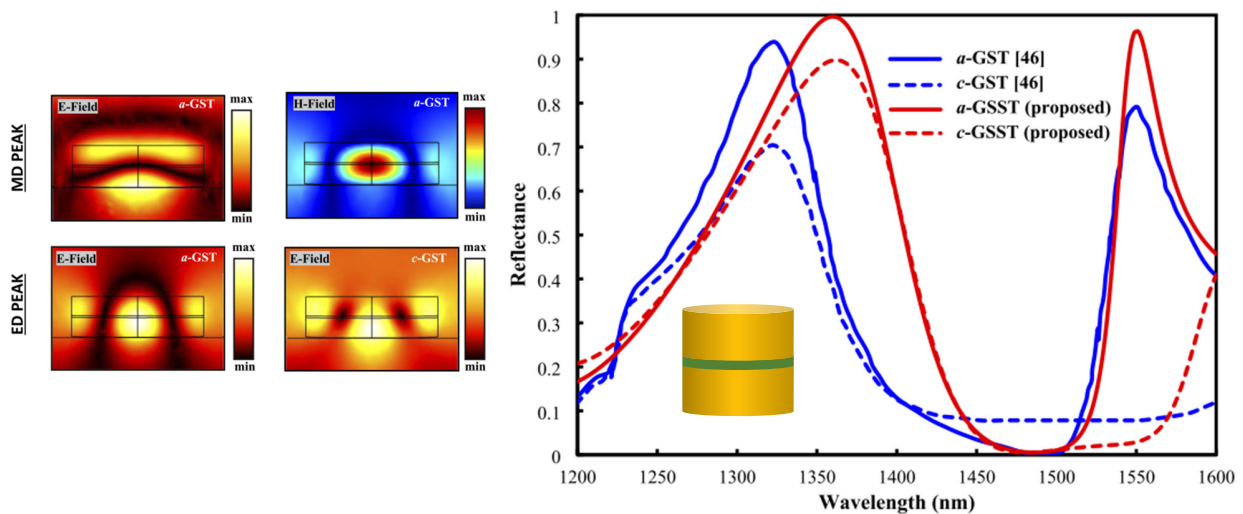 MD PEAK
E-Field
a-GST
max
min
H-Field
a-GST
max
min
ED PEAK
E-Field
a-GST
max
min
E-Field
c-GST
max
min
Reflectance
1
0.9
0.8
0.7
0.6
0.5
0.4
0.3
0.2
0.1
0
a-GST [46]
c-GST [46]
a-GSST (proposed)
c-GSST (proposed)
1200
1250
1300
1350
1400
1450
1500
1550
1600
Wavelength (nm)